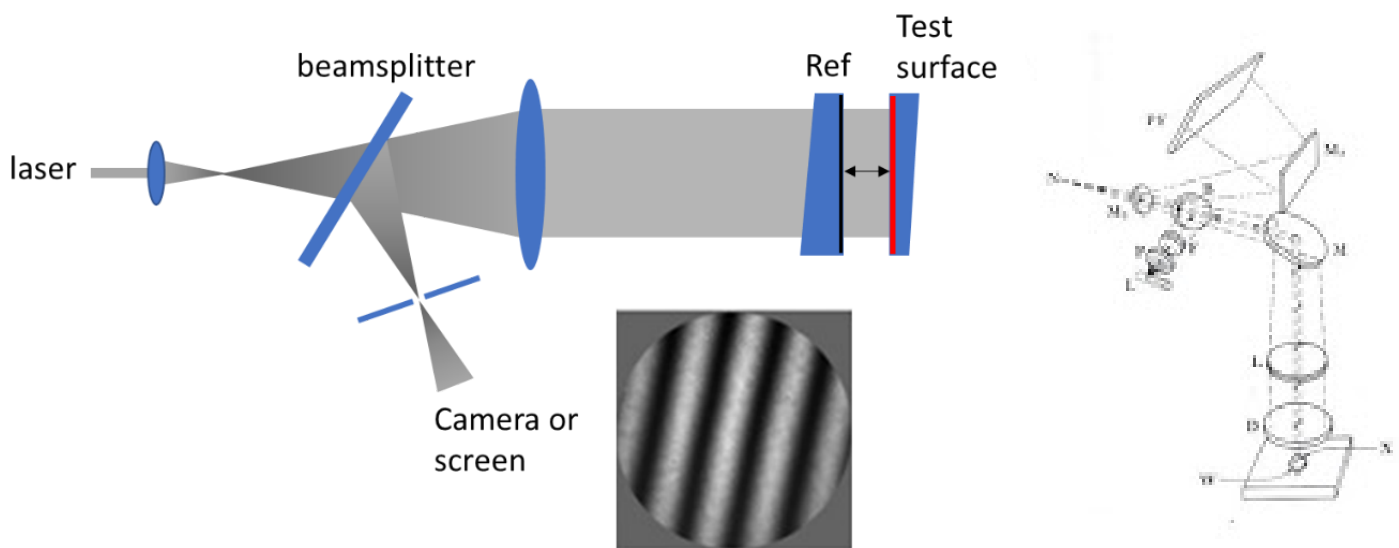 beamsplitter
Ref
Test
surface
laser
Camera or
screen
M
L
D